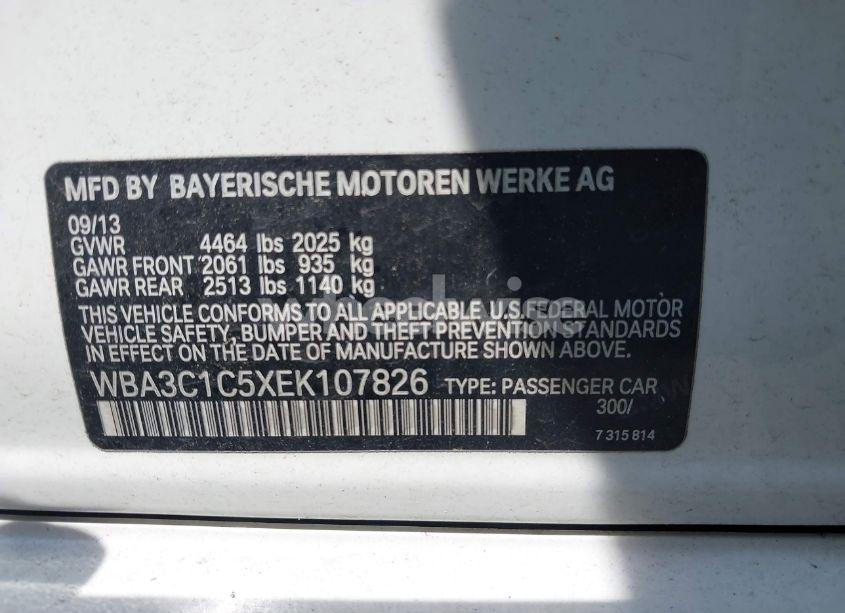 MFD BY BAYERISCHE MOTOREN WERKE AG
09/13
GVWR 4464 lbs 2025 kg
GAWR FRONT 2061 lbs 935 kg
GAWR REAR 2513 lbs 1140 kg
THIS VEHICLE CONFORMS TO ALL APPLICABLE U.S. FEDERAL MOTOR
VEHICLE SAFETY, BUMPER AND THEFT PREVENTION STANDARDS
IN EFFECT ON THE DATE OF MANUFACTURE SHOWN ABOVE.
WBA3C1C5XEK107826 TYPE: PASSENGER CAR
300/
7 315 814